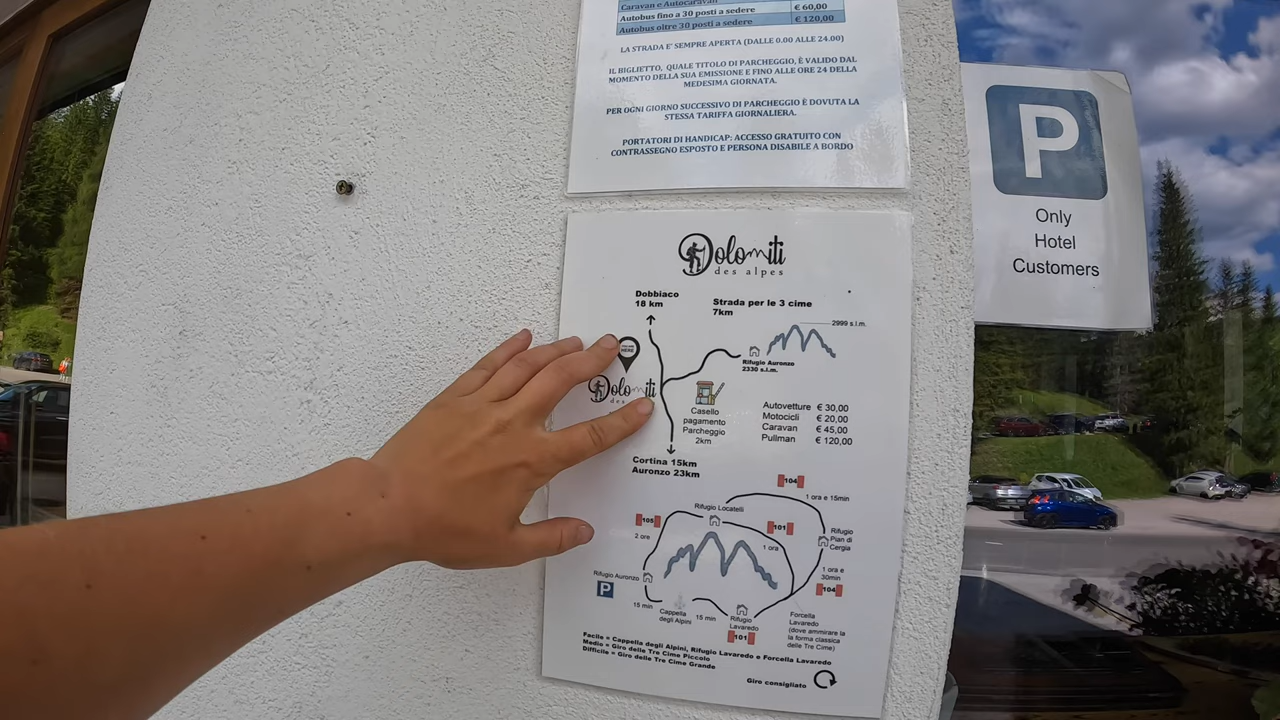 Caravan e Autocaravan
Autobus fino a 30 posti a sedere € 60,00
Autobus oltre 30 posti a sedere € 120,00
LA STRADA E' SEMPRE APERTA (DALLE 0.00 ALLE 24.00)
IL BIGLIETTO, QUALE TITOLO DI PARCHEGGIO, È VALIDO DAL
MOMENTO DELLA SUA EMISSIONE E FINO ALLE ORE 24 DELLA
MEDESIMA GIORNATA.
PER OGNI GIORNO SUCCESSIVO DI PARCHEGGIO È DOVUTA LA
STESSA TARIFFA GIORNALIERA.
PORTATORI DI HANDICAP: ACCESSO GRATUITO CON
CONTRASSEGNO ESPOSTO E PERSONA DISABILE A BORDO
P
Only
Hotel
Customers
Dolomiti
des alpes
Dobbiaco
18 km
Strada per le 3 cime
7km
2999 s.l.m.
Rifugio Auronzo
2330 s.l.m.
HERE
Dolomiti
Casello
pagamento
Parcheggio
2km
Autovetture € 30,00
Motocicli € 20,00
Caravan € 45,00
Pullman € 120,00
Cortina 15km
Auronzo 23km
104
1 ora e 15min
Rifugio Locatelli
105
2 ore
101
1 ora
Rifugio
Pian di
Cergia
1 ora e
30min
104
Rifugio Auronzo
P
15 min
Cappella
degli Alpini
15 min
Rifugio
Lavaredo
101
Forcella
Lavaredo
(dove ammirare la
la forma classica
delle Tre Cime)
Facile = Cappella degli Alpini, Rifugio Lavaredo e Forcella Lavaredo
Medio = Giro delle Tre Cime Piccolo
Difficile = Giro delle Tre Cime Grande
Giro consigliato